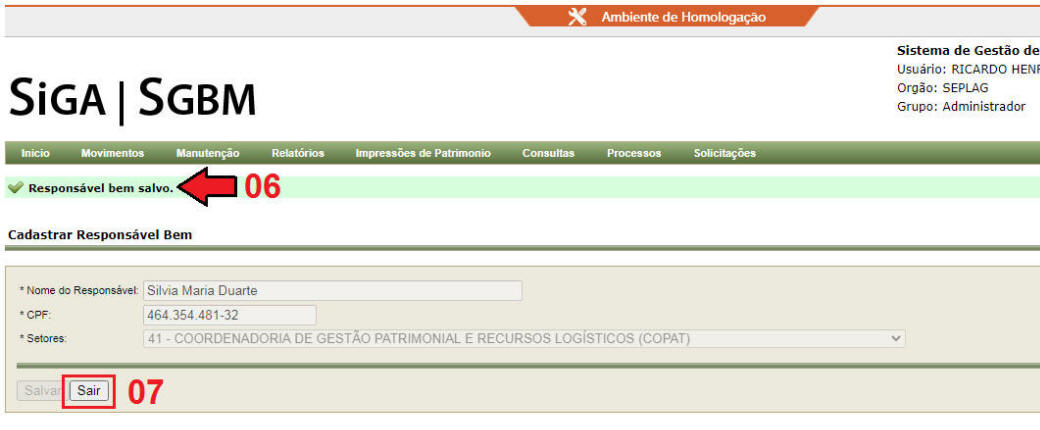 Ambiente de Homologação
Sistema de Gestão de
Usuário: RICARDO HENR
Orgão: SEPLAG
Grupo: Administrador
SiGA | SGBM
Inicio Movimentos Manutenção Relatórios Impressões de Patrimonio Consultas Processos Solicitações
Responsável bem salvo. 06
Cadastrar Responsável Bem
* Nome do Responsável: Silvia Maria Duarte
* CPF: 464.354.481-32
* Setores: 41 - COORDENADORIA DE GESTÃO PATRIMONIAL E RECURSOS LOGÍSTICOS (COPAT)
Salvar Sair 07